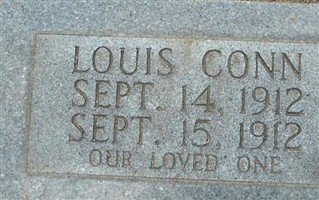 LOUIS CONN
SEPT. 14, 1912
SEPT. 15, 1912
OUR LOVED ONE